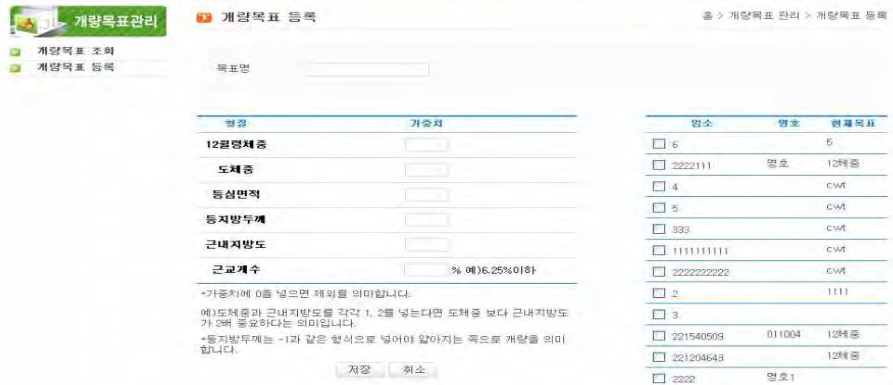 개량목표관리
개량목표 조회
개량목표 등록
개량목표 등록
홈 > 개량목표 관리 > 개량목표 등록
목표명
형질 가중치
12월령체중
도체중
등심면적
등지방두께
근내지방도
근교계수 % 예)6.25%이하
*가중치에 0을 넣으면 제외를 의미합니다.
예)도체중과 근내지방도를 각각 1, 2를 넣는다면 도체중 보다 근내지방도
가 2배 중요하다는 의미입니다.
*등지방두께는 -1과 같은 형식으로 넣어야 얇아지는 쪽으로 개량을 의미
합니다.
저장 취소
암소 명호 현재목표
6 5
2222111 명호 12체중
4 cwt
5 cwt
333 cwt
1111111111 cwt
2222222222 cwt
2 1111
3
221540509 011004 12체중
221204643 12체중
2222 명호1